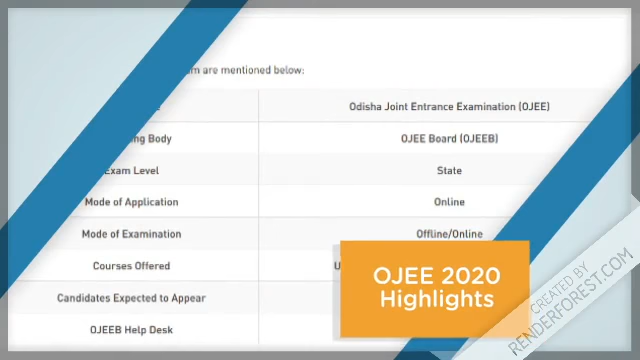 are mentioned below:
Odisha Joint Entrance Examination (OJEE)
Body OJEE Board (OJEEB)
Exam Level State
Mode of Application Online
Mode of Examination Offline/Online
Courses Offered
Candidates Expected to Appear
OJEEB Help Desk
OJEE 2020
Highlights
CREATED BY
RENDERFOREST.COM